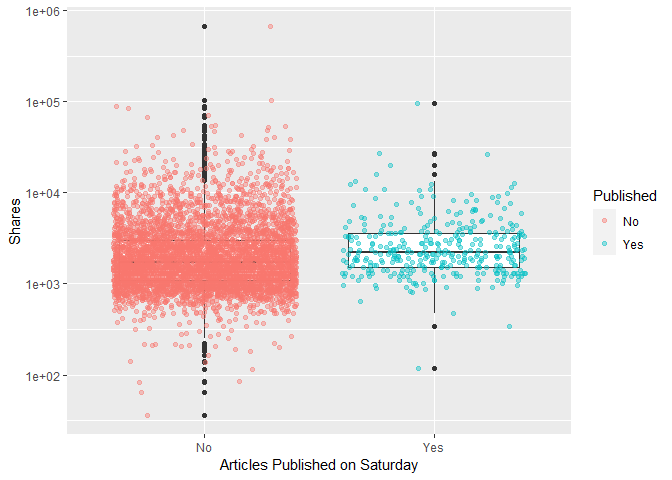 1e+06
1e+05
1e+04
1e+03
1e+02
Shares
No
Yes
Articles Published on Saturday
Published
No
Yes